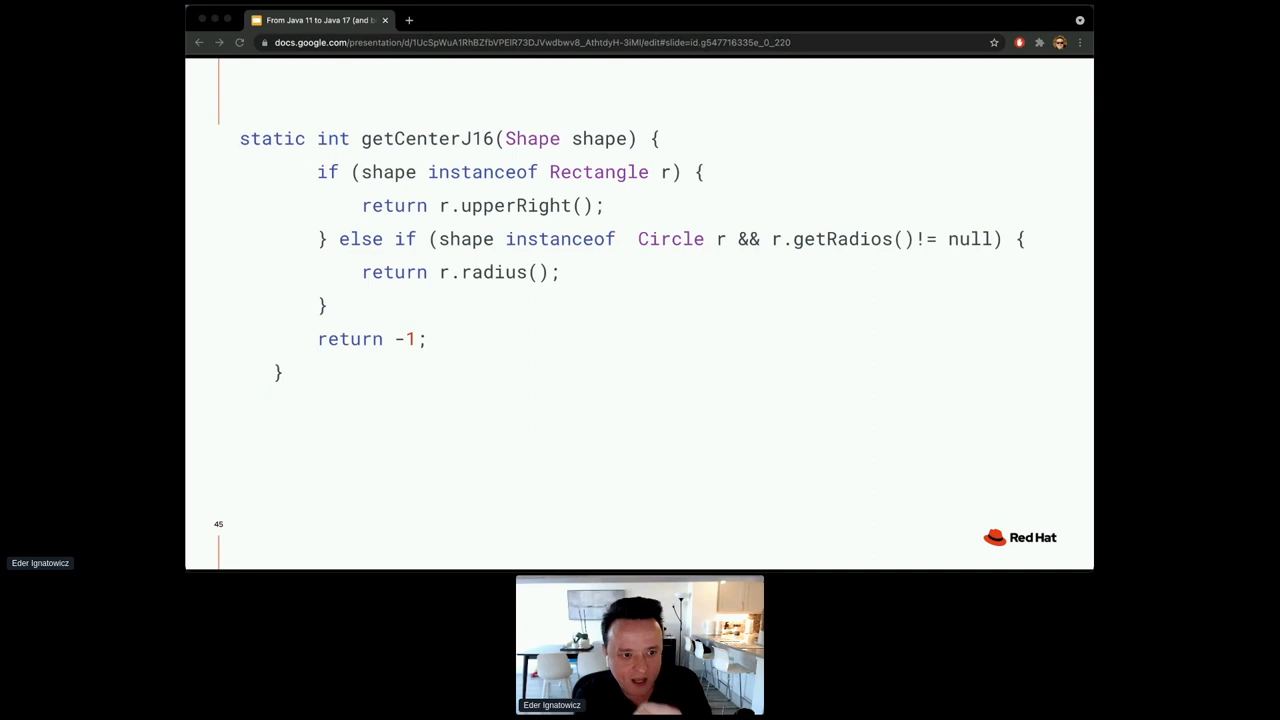 From Java 11 to Java 17 (and b
docs.google.com/presentation/d/1UcSpWuA1RhBZfbVPElR73DJVwdbwv8_AthtdyH-3iMI/edit#slide=id.g547716335e_0_220
static int getCenterJ16(Shape shape) {
if (shape instanceof Rectangle r) {
return r.upperRight();
} else if (shape instanceof  Circle r && r.getRadios()!= null) {
return r.radius();
}
return -1;
}
45
Red Hat
Eder Ignatowicz
Eder Ignatowicz